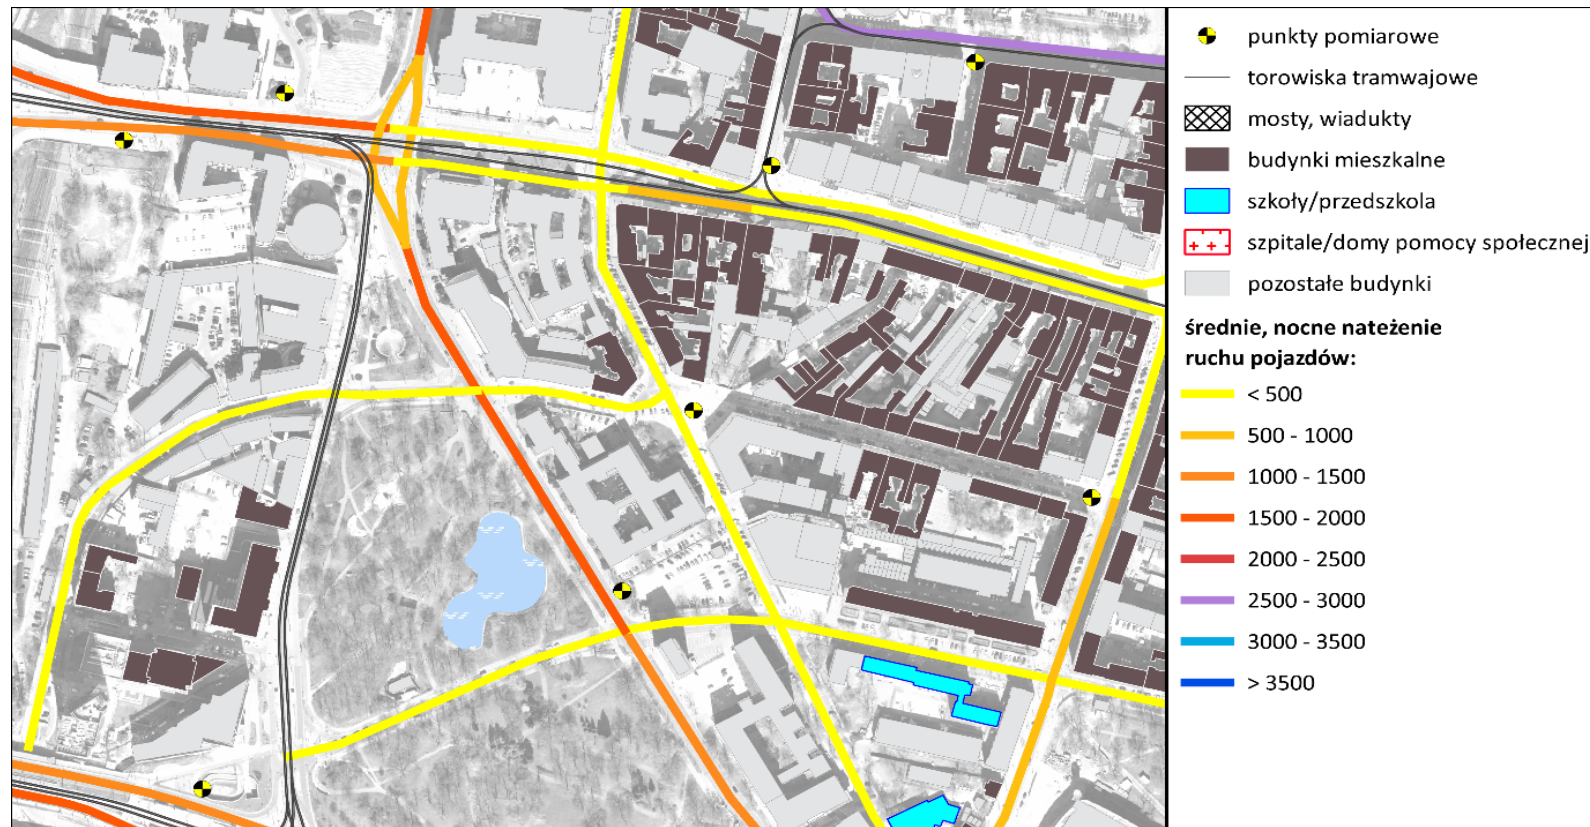 punkty pomiarowe
torowiska tramwajowe
mosty, wiadukty
budynki mieszkalne
szkoły/przedszkola
szpitale/domy pomocy społecznej
pozostałe budynki
średnie, nocne nateżenie
ruchu pojazdów:
< 500
500 - 1000
1000 - 1500
1500 - 2000
2000 - 2500
2500 - 3000
3000 - 3500
> 3500